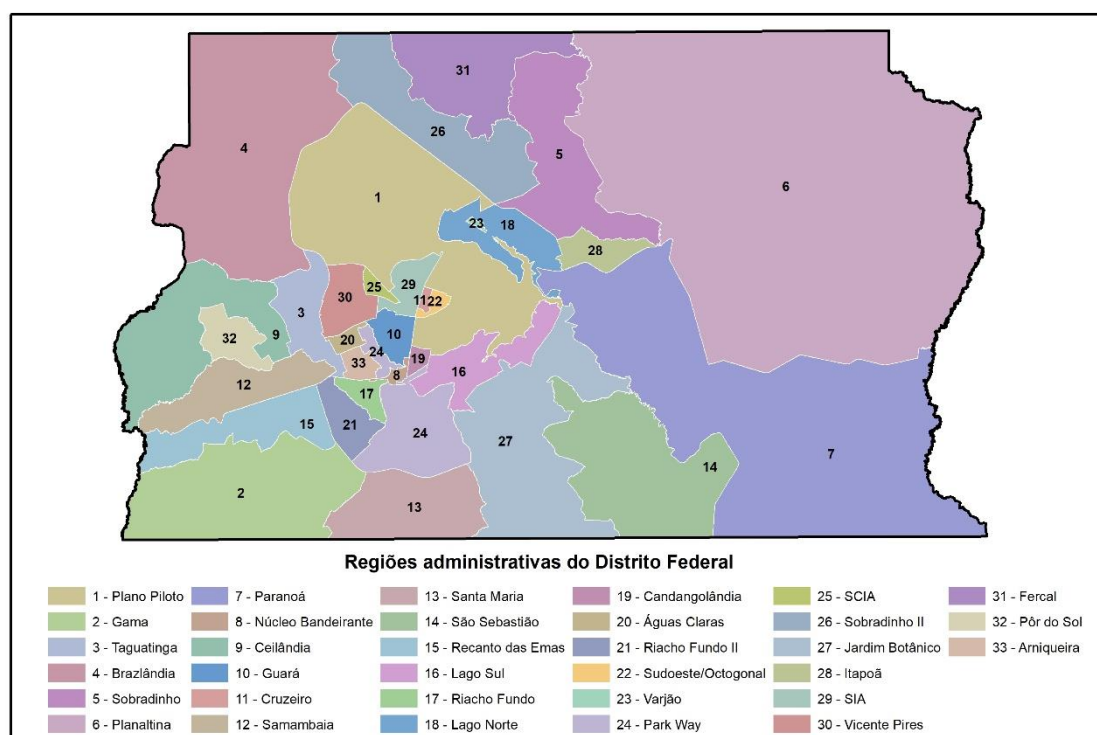 31
26
4
5
6
1
23
18
28
25
29
30
11
22
3
10
9
32
20
24
19
33
8
16
12
17
15
21
24
27
14
7
2
13
Regiões administrativas do Distrito Federal
1 - Plano Piloto
2 - Gama
3 - Taguatinga
4 - Brazlândia
5 - Sobradinho
6 - Planaltina
7 - Paranoá
8 - Núcleo Bandeirante
9 - Ceilândia
10 - Guará
11 - Cruzeiro
12 - Samambaia
13 - Santa Maria
14 - São Sebastião
15 - Recanto das Emas
16 - Lago Sul
17 - Riacho Fundo
18 - Lago Norte
19 - Candangolândia
20 - Águas Claras
21 - Riacho Fundo II
22 - Sudoeste/Octogonal
23 - Varjão
24 - Park Way
25 - SCIA
26 - Sobradinho II
27 - Jardim Botânico
28 - Itapoã
29 - SIA
30 - Vicente Pires
31 - Fercal
32 - Pôr do Sol
33 - Arniqueira